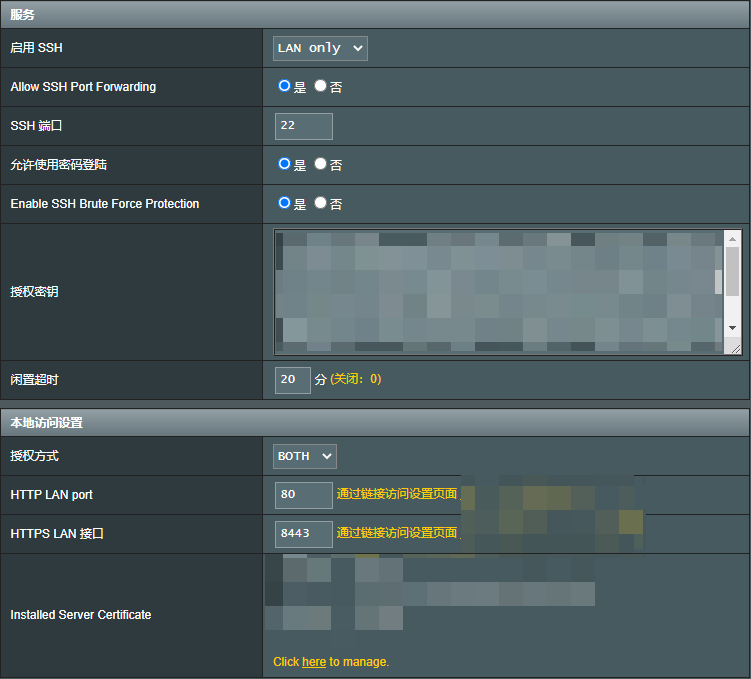 服务
启用 SSH LAN only
Allow SSH Port Forwarding 是 否
SSH 端口 22
允许使用密码登陆 是 否
Enable SSH Brute Force Protection 是 否
授权密钥
闲置超时 20 分 (关闭：0)
本地访问设置
授权方式 BOTH
HTTP LAN port 80 通过链接访问设置页面
HTTPS LAN 接口 8443 通过链接访问设置页面
Installed Server Certificate
Click here to manage.